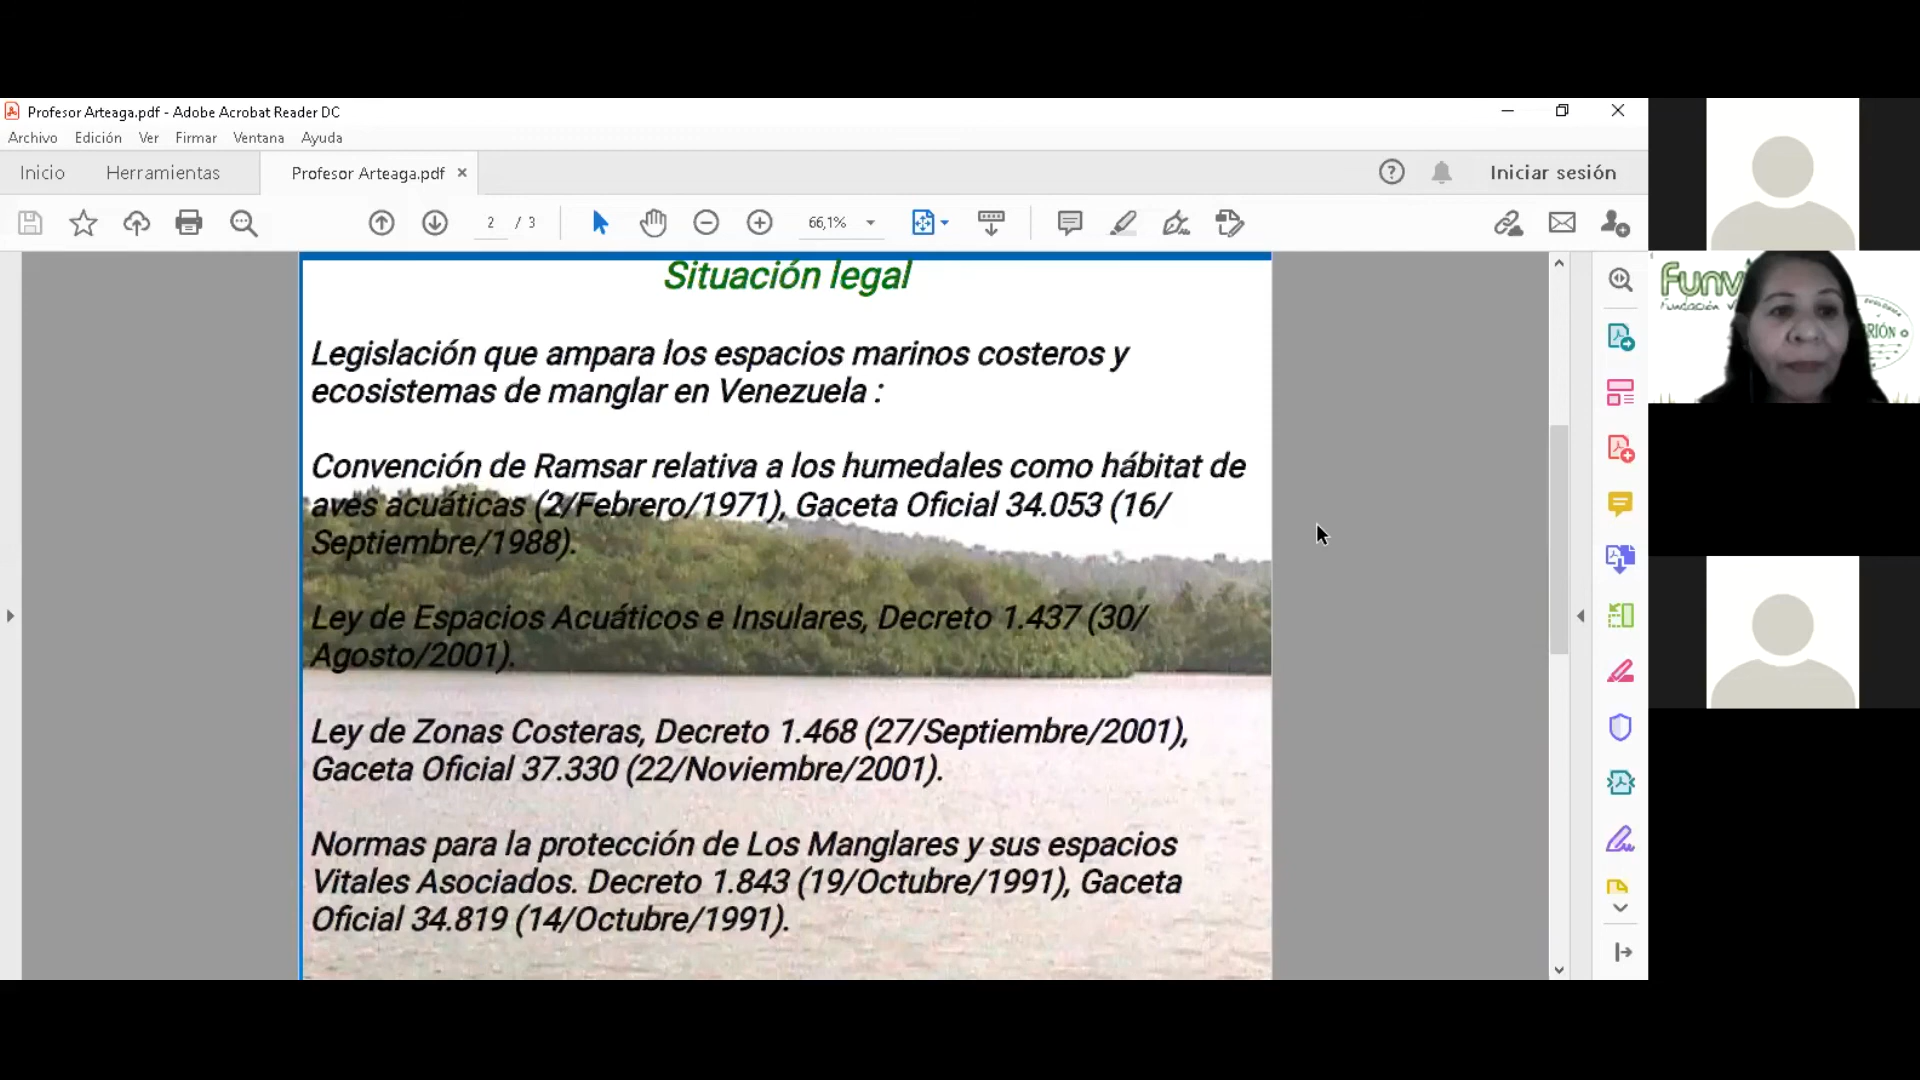 Profesor Arteaga.pdf - Adobe Acrobat Reader DC
Archivo Edición Ver Firmar Ventana Ayuda
Inicio Herramientas Profesor Arteaga.pdf Iniciar sesión
2 / 3 66,1%
Situación legal
Legislación que ampara los espacios marinos costeros y
ecosistemas de manglar en Venezuela :
Convención de Ramsar relativa a los humedales como hábitat de
aves acuáticas (2/Febrero/1971), Gaceta Oficial 34.053 (16/
Septiembre/1988).
Ley de Espacios Acuáticos e Insulares, Decreto 1.437 (30/
Agosto/2001).
Ley de Zonas Costeras, Decreto 1.468 (27/Septiembre/2001),
Gaceta Oficial 37.330 (22/Noviembre/2001).
Normas para la protección de Los Manglares y sus espacios
Vitales Asociados. Decreto 1.843 (19/Octubre/1991), Gaceta
Oficial 34.819 (14/Octubre/1991).
Funv
Fundación